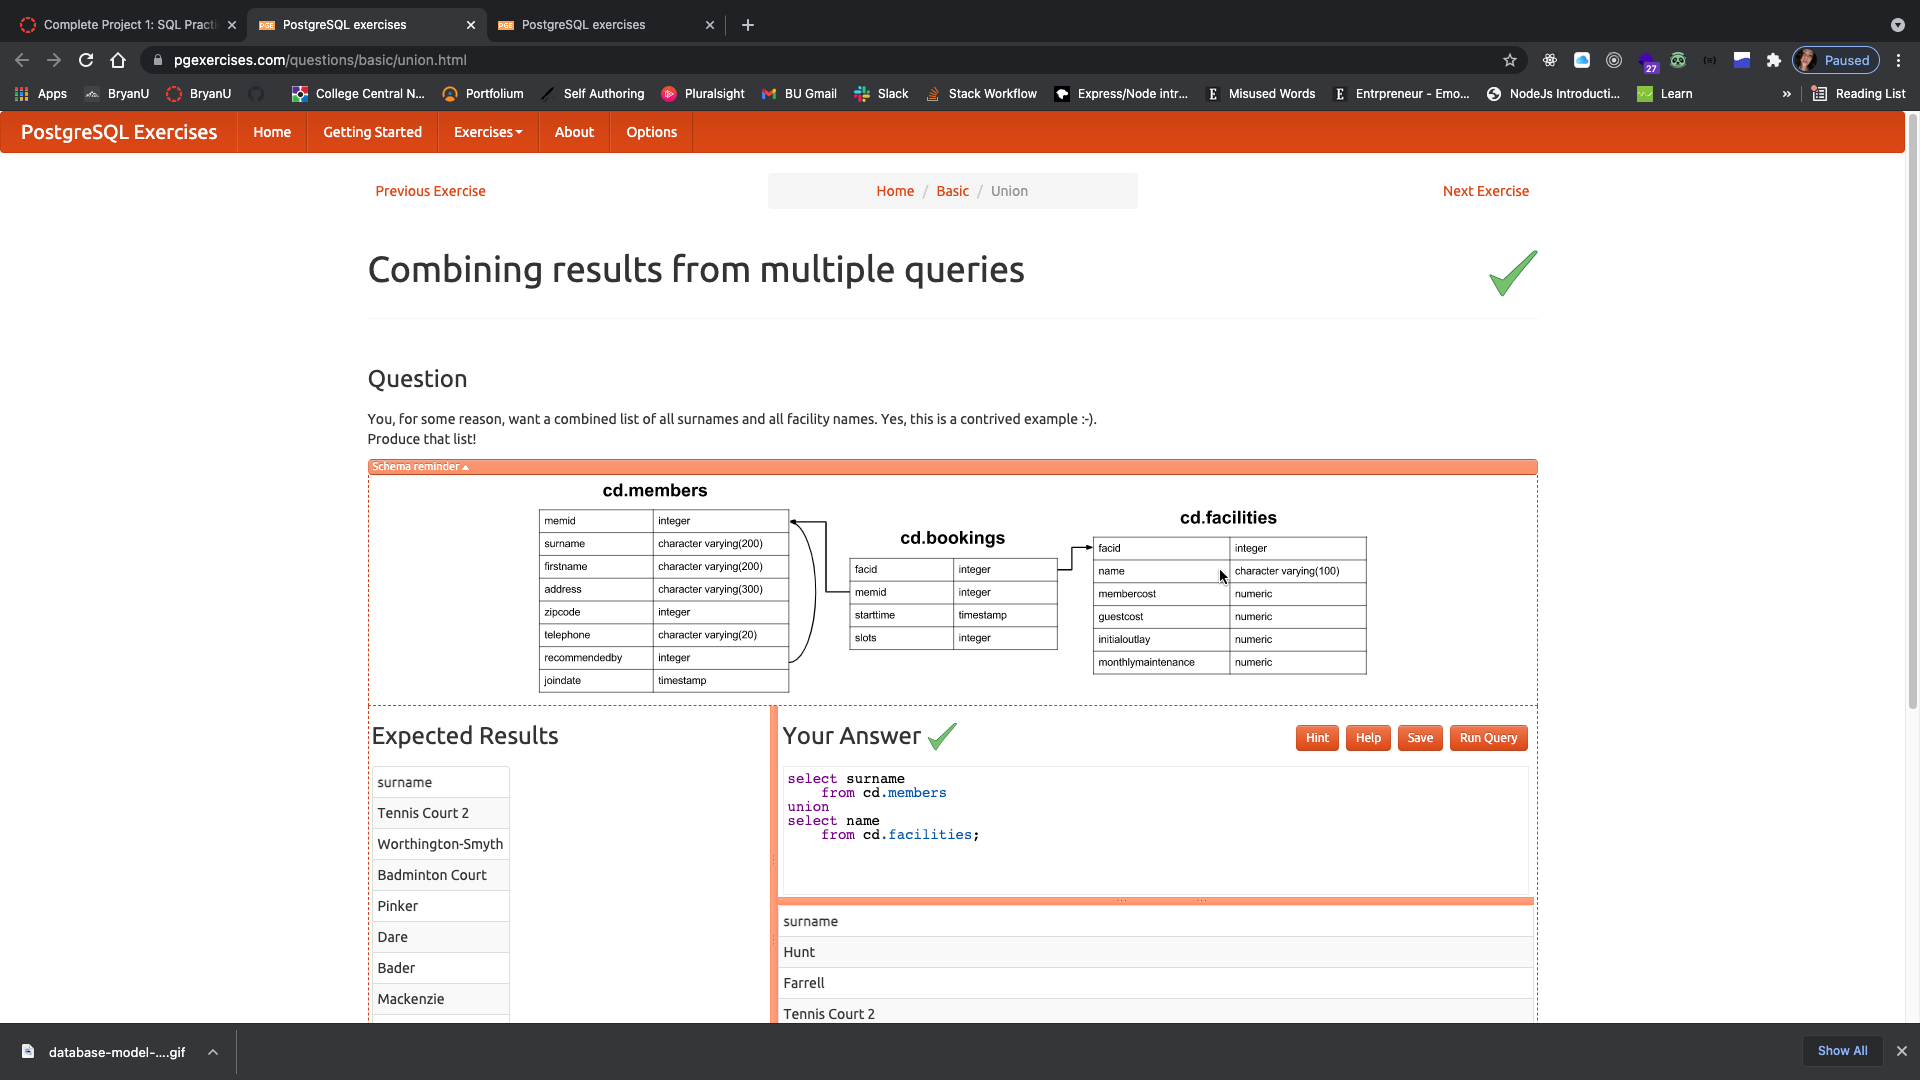 Complete Project 1: SQL Practi
PostgreSQL exercises
PostgreSQL exercises
pgexercises.com/questions/basic/union.html
27
Paused
Apps
BryanU
BryanU
College Central N...
Portfolium
Self Authoring
Pluralsight
BU Gmail
Slack
Stack Workflow
Express/Node intr...
Misused Words
Entrpreneur - Emo...
NodeJs Introducti...
Learn
»
Reading List
PostgreSQL Exercises
Home
Getting Started
Exercises
About
Options
Previous Exercise
Home / Basic / Union
Next Exercise
Combining results from multiple queries
Question
You, for some reason, want a combined list of all surnames and all facility names. Yes, this is a contrived example :-).
Produce that list!
Schema reminder
cd.members
memid integer
surname character varying(200)
firstname character varying(200)
address character varying(300)
zipcode integer
telephone character varying(20)
recommendedby integer
joindate timestamp
cd.bookings
facid integer
memid integer
starttime timestamp
slots integer
cd.facilities
facid integer
name character varying(100)
membercost numeric
guestcost numeric
initialoutlay numeric
monthlymaintenance numeric
Expected Results
surname
Tennis Court 2
Worthington-Smyth
Badminton Court
Pinker
Dare
Bader
Mackenzie
Your Answer
Hint
Help
Save
Run Query
select surname
from cd.members
union
select name
from cd.facilities;
surname
Hunt
Farrell
Tennis Court 2
database-model-....gif
Show All